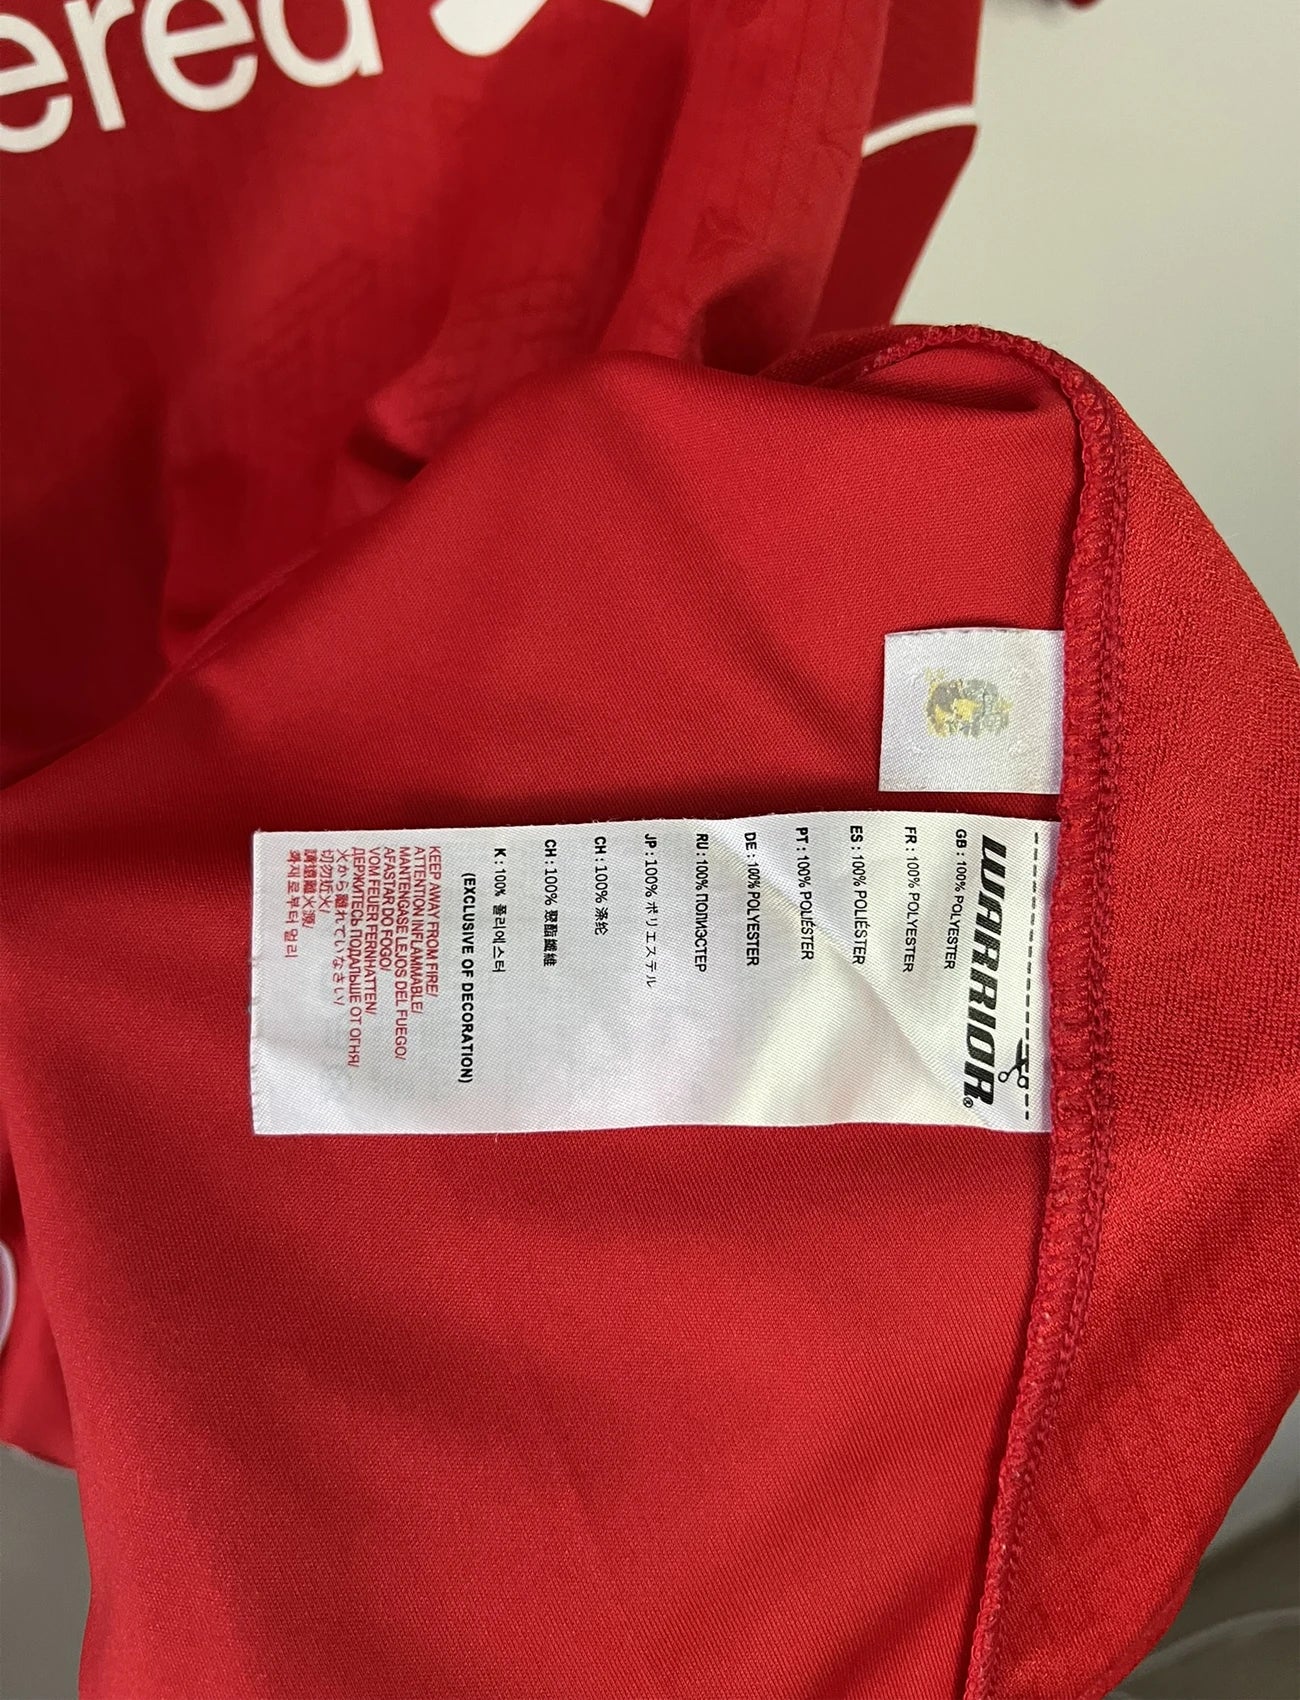 ered
WARRIOR®
GB : 100% POLYESTER
FR : 100% POLYESTER
ES : 100% POLIÉSTER
PT : 100% POLIÉSTER
DE : 100% POLYESTER
RU : 100% ПОЛИЭСТЕР
JP : 100% ポリエステル
CH : 100% 涤纶
CH : 100% 聚酯纖維
K : 100% 폴리에스터
(EXCLUSIVE OF DECORATION)
KEEP AWAY FROM FIRE/
ATTENTION INFLAMMABLE/
MANTENGASE LEJOS DEL FUEGO/
AFASTAR DO FOGO/
VOM FEUER FERNHATTEN/
ДЕРЖИТЕСЬ ПОДАЛЬШЕ ОТ ОГНЯ/
火から離れていなさい/
切勿近火/
請遠離火源/
화재로부터 멀리